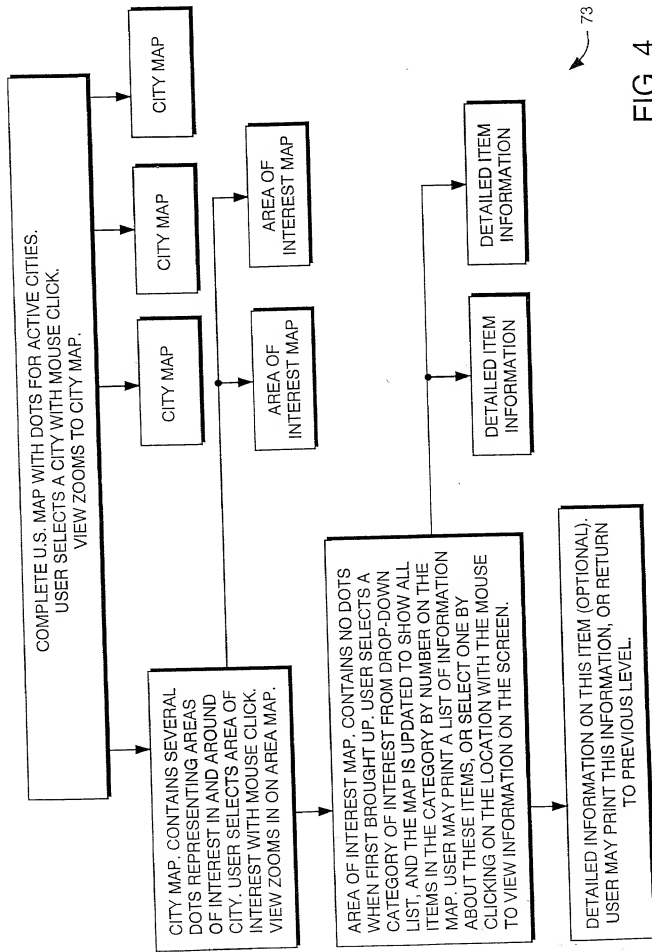 COMPLETE U.S. MAP WITH DOTS FOR ACTIVE CITIES.
USER SELECTS A CITY WITH MOUSE CLICK.
VIEW ZOOMS TO CITY MAP.
CITY MAP. CONTAINS SEVERAL
DOTS REPRESENTING AREAS
OF INTEREST IN AND AROUND
CITY. USER SELECTS AREA OF
INTEREST WITH MOUSE CLICK.
VIEW ZOOMS IN ON AREA MAP.
CITY MAP
CITY MAP
CITY MAP
AREA OF
INTEREST MAP
AREA OF
INTEREST MAP
AREA OF INTEREST MAP. CONTAINS NO DOTS
WHEN FIRST BROUGHT UP. USER SELECTS A
CATEGORY OF INTEREST FROM DROP-DOWN
LIST, AND THE MAP IS UPDATED TO SHOW ALL
ITEMS IN THE CATEGORY BY NUMBER ON THE
MAP. USER MAY PRINT A LIST OF INFORMATION
ABOUT THESE ITEMS, OR SELECT ONE BY
CLICKING ON THE LOCATION WITH THE MOUSE
TO VIEW INFORMATION ON THE SCREEN.
DETAILED ITEM
INFORMATION
DETAILED ITEM
INFORMATION
DETAILED INFORMATION ON THIS ITEM (OPTIONAL).
USER MAY PRINT THIS INFORMATION, OR RETURN
TO PREVIOUS LEVEL.
73
FIG. 4